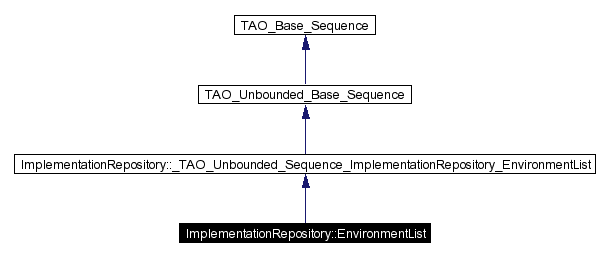 TAO_Base_Sequence
TAO_Unbounded_Base_Sequence
ImplementationRepository::_TAO_Unbounded_Sequence_ImplementationRepository_EnvironmentList
ImplementationRepository::EnvironmentList